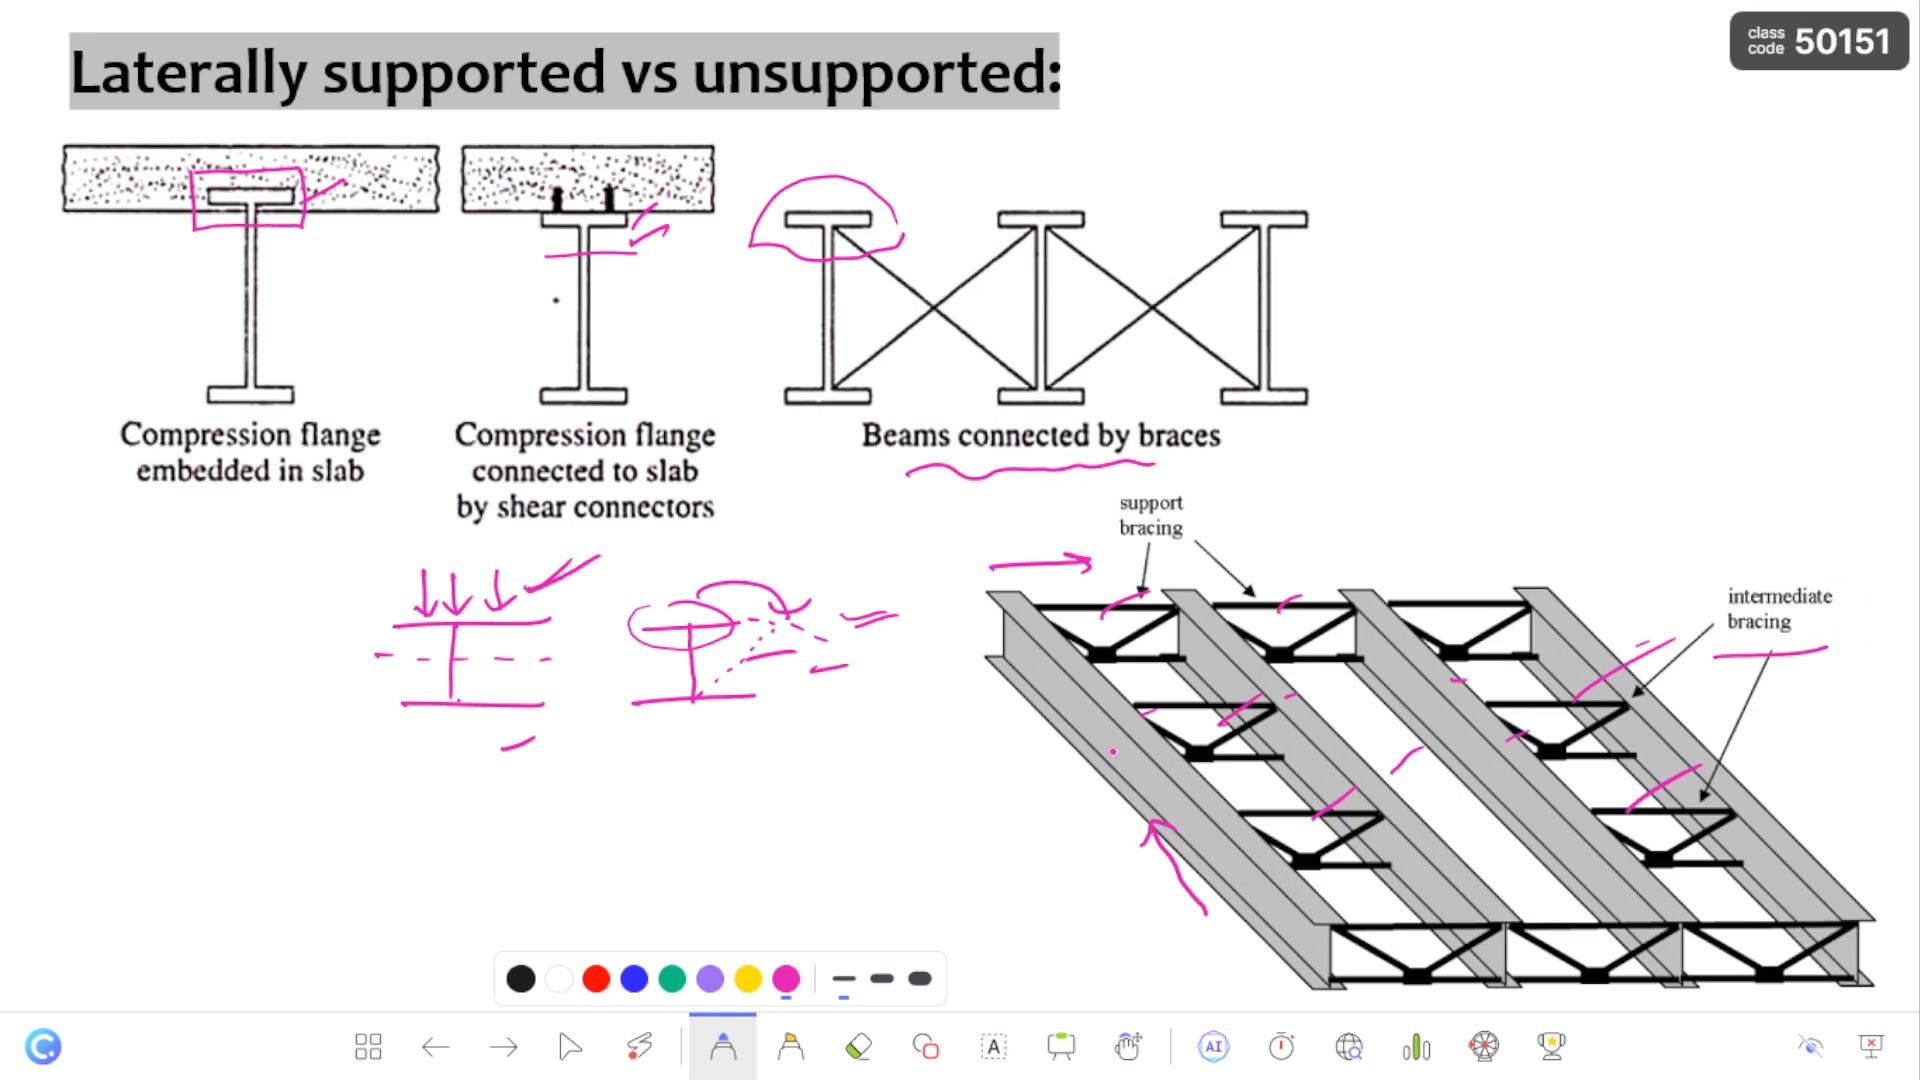 class
code 50151
Laterally supported vs unsupported:
Compression flange
embedded in slab
Compression flange
connected to slab
by shear connectors
Beams connected by braces
support
bracing
intermediate
bracing
A
AI